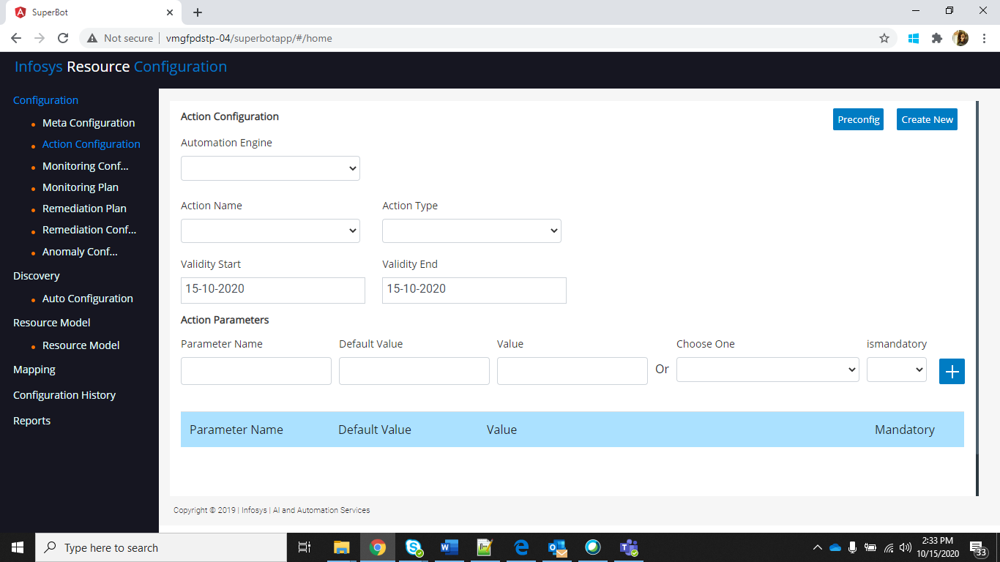 SuperBot
Not secure vmgfpdstp-04/superbotapp/#/home
Infosys Resource Configuration
Configuration
Meta Configuration
Action Configuration
Monitoring Conf...
Monitoring Plan
Remediation Plan
Remediation Conf...
Anomaly Conf...
Discovery
Auto Configuration
Resource Model
Resource Model
Mapping
Configuration History
Reports
Action Configuration
Preconfig Create New
Automation Engine
Action Name Action Type
Validity Start Validity End
15-10-2020 15-10-2020
Action Parameters
Parameter Name Default Value Value Choose One ismandatory
Or
Parameter Name Default Value Value Mandatory
Copyright © 2019 | Infosys | AI and Automation Services
Type here to search
2:33 PM
10/15/2020
33